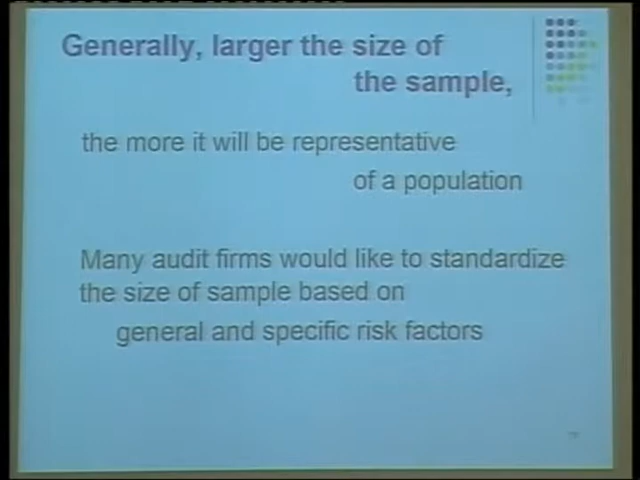 Generally, larger the size of
the sample,
the more it will be representative
of a population
Many audit firms would like to standardize
the size of sample based on
general and specific risk factors